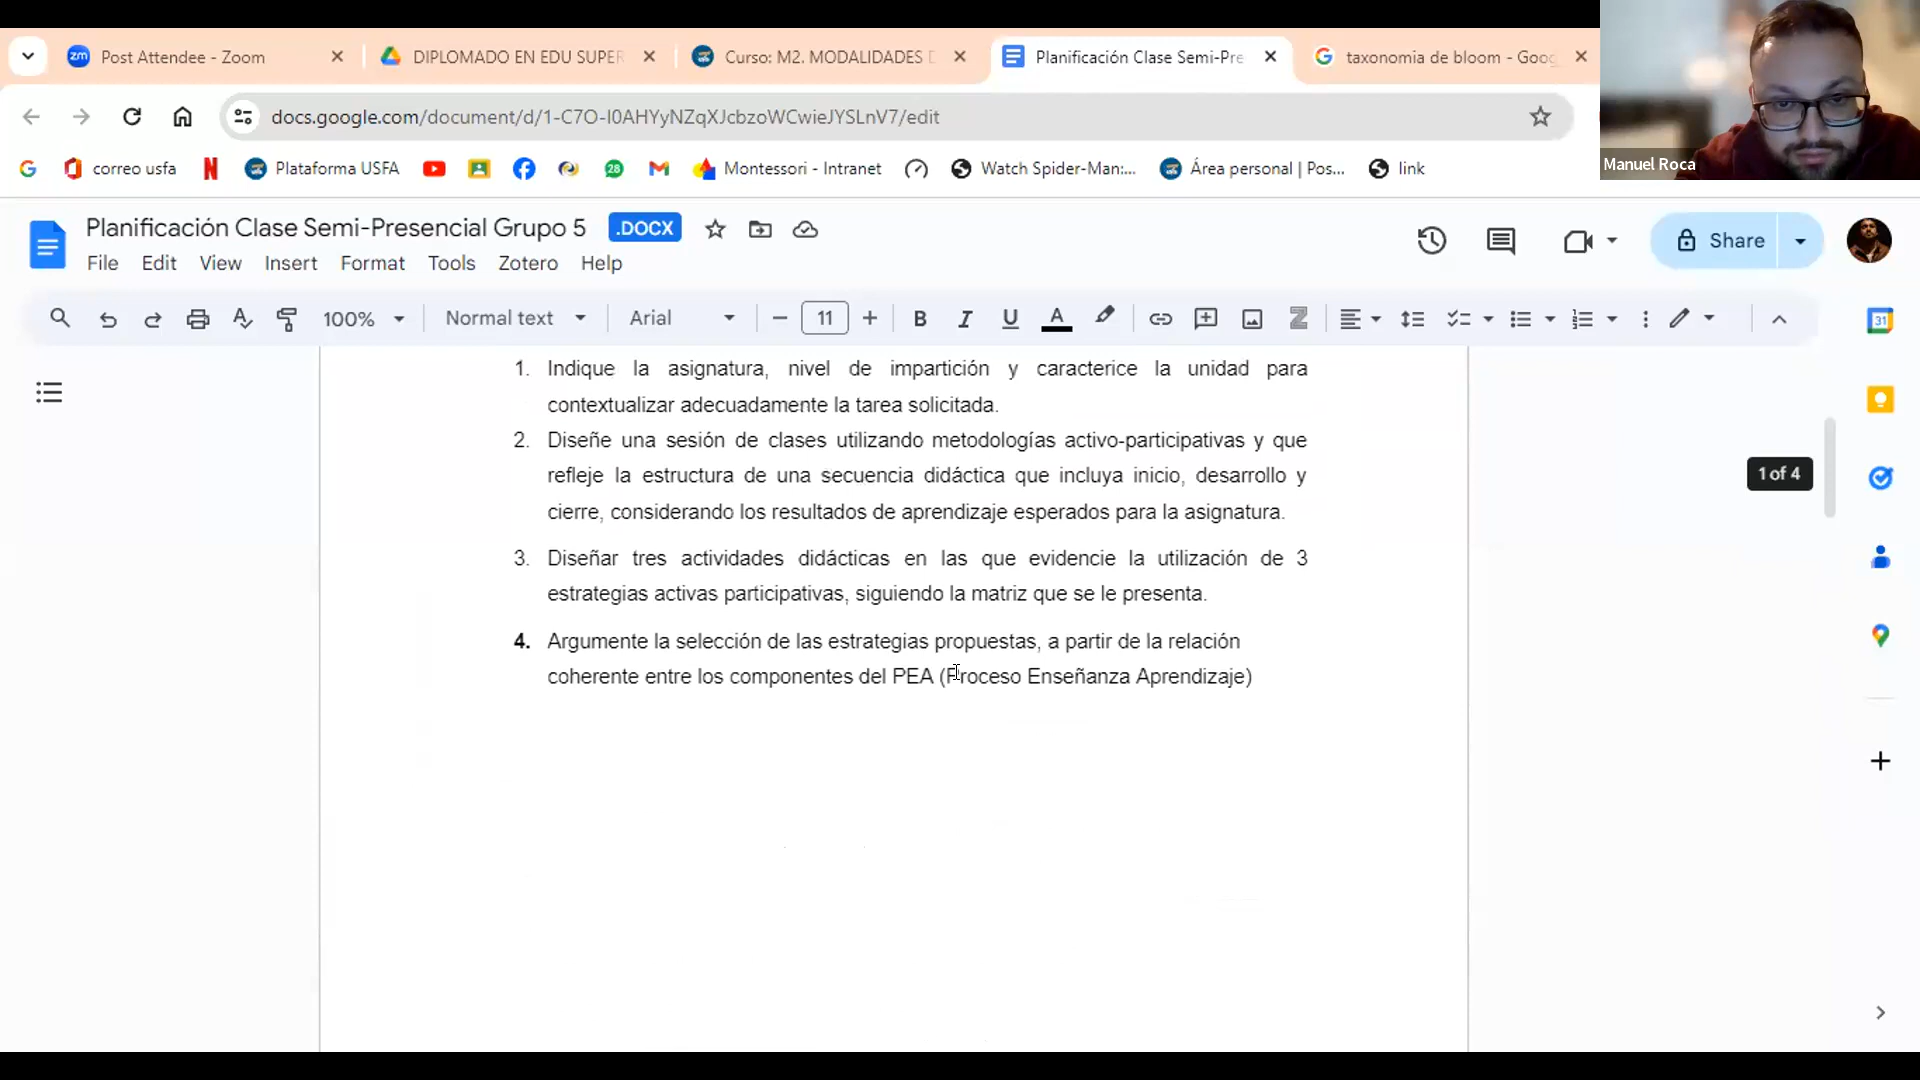 Post Attendee - Zoom
DIPLOMADO EN EDU SUPER
Curso: M2. MODALIDADES D
Planificación Clase Semi-Pre
taxonomia de bloom - Goog
docs.google.com/document/d/1-C7O-I0AHYyNZqXJcbzoWCwieJYSLnV7/edit
correo usfa
Plataforma USFA
Montessori - Intranet
Watch Spider-Man:...
Área personal | Pos...
link
Manuel Roca
Planificación Clase Semi-Presencial Grupo 5
.DOCX
Share
File Edit View Insert Format Tools Zotero Help
100%
Normal text
Arial
11
1. Indique la asignatura, nivel de impartición y caracterice la unidad para
contextualizar adecuadamente la tarea solicitada.
2. Diseñe una sesión de clases utilizando metodologías activo-participativas y que
refleje la estructura de una secuencia didáctica que incluya inicio, desarrollo y
cierre, considerando los resultados de aprendizaje esperados para la asignatura.
1 of 4
3. Diseñar tres actividades didácticas en las que evidencie la utilización de 3
estrategias activas participativas, siguiendo la matriz que se le presenta.
4. Argumente la selección de las estrategias propuestas, a partir de la relación
coherente entre los componentes del PEA (Proceso Enseñanza Aprendizaje)